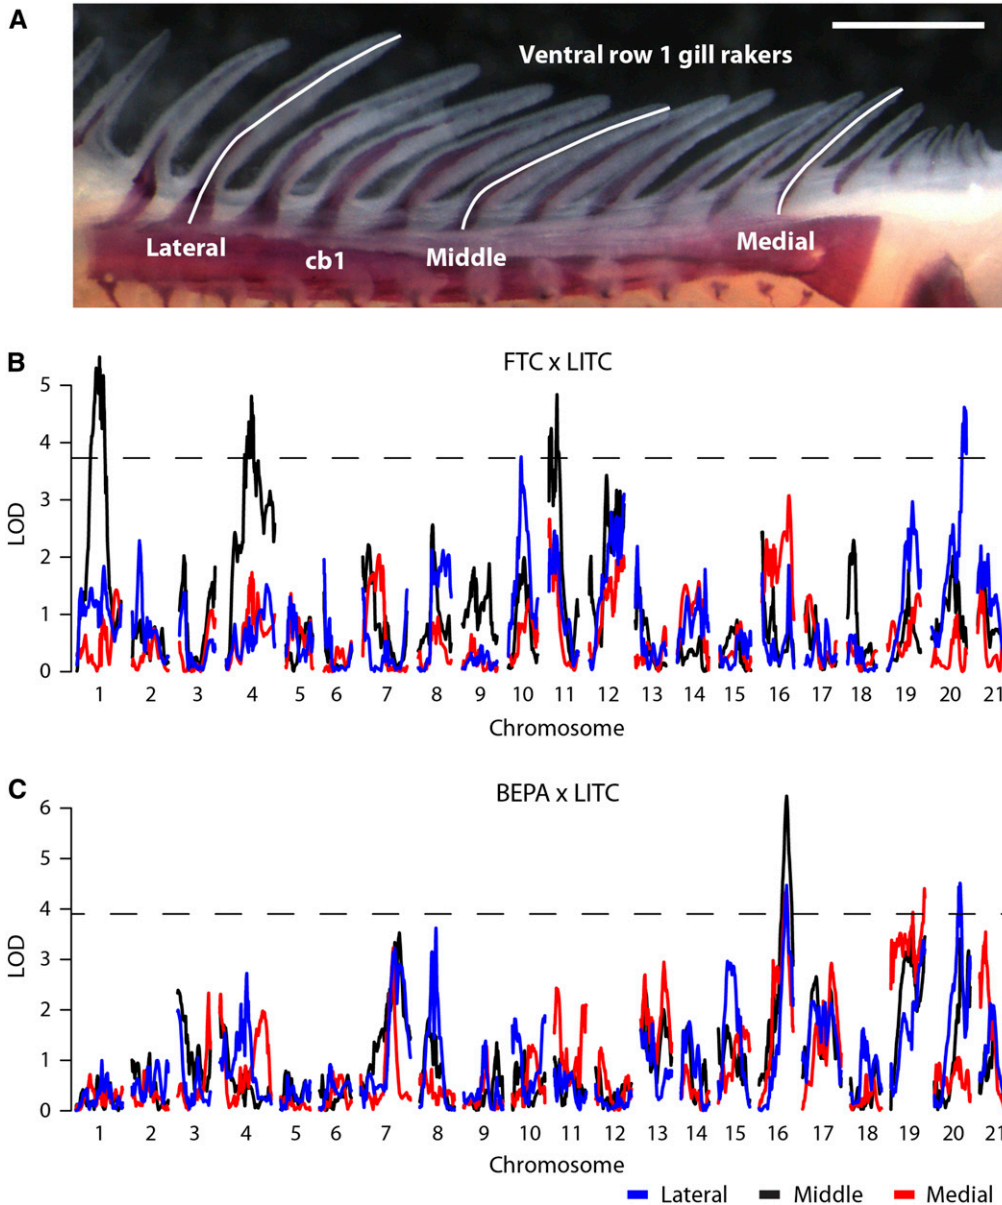 A
Ventral row 1 gill rakers
Lateral
cb1
Middle
Medial
B
FTC x LITC
5
4
3
2
1
0
LOD
1 2 3 4 5 6 7 8 9 10 11 12 13 14 15 16 17 18 19 20 21
Chromosome
C
BEPA x LITC
6
5
4
3
2
1
0
LOD
1 2 3 4 5 6 7 8 9 10 11 12 13 14 15 16 17 18 19 20 21
Chromosome
Lateral Middle Medial